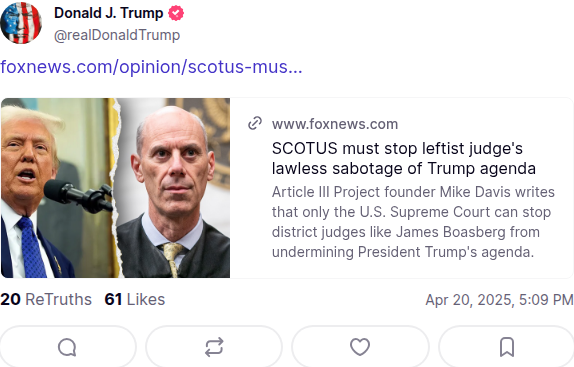 Donald J. Trump
@realDonaldTrump
foxnews.com/opinion/scotus-mus...
www.foxnews.com
SCOTUS must stop leftist judge's
lawless sabotage of Trump agenda
Article III Project founder Mike Davis writes
that only the U.S. Supreme Court can stop
district judges like James Boasberg from
undermining President Trump's agenda.
20 ReTruths 61 Likes
Apr 20, 2025, 5:09 PM